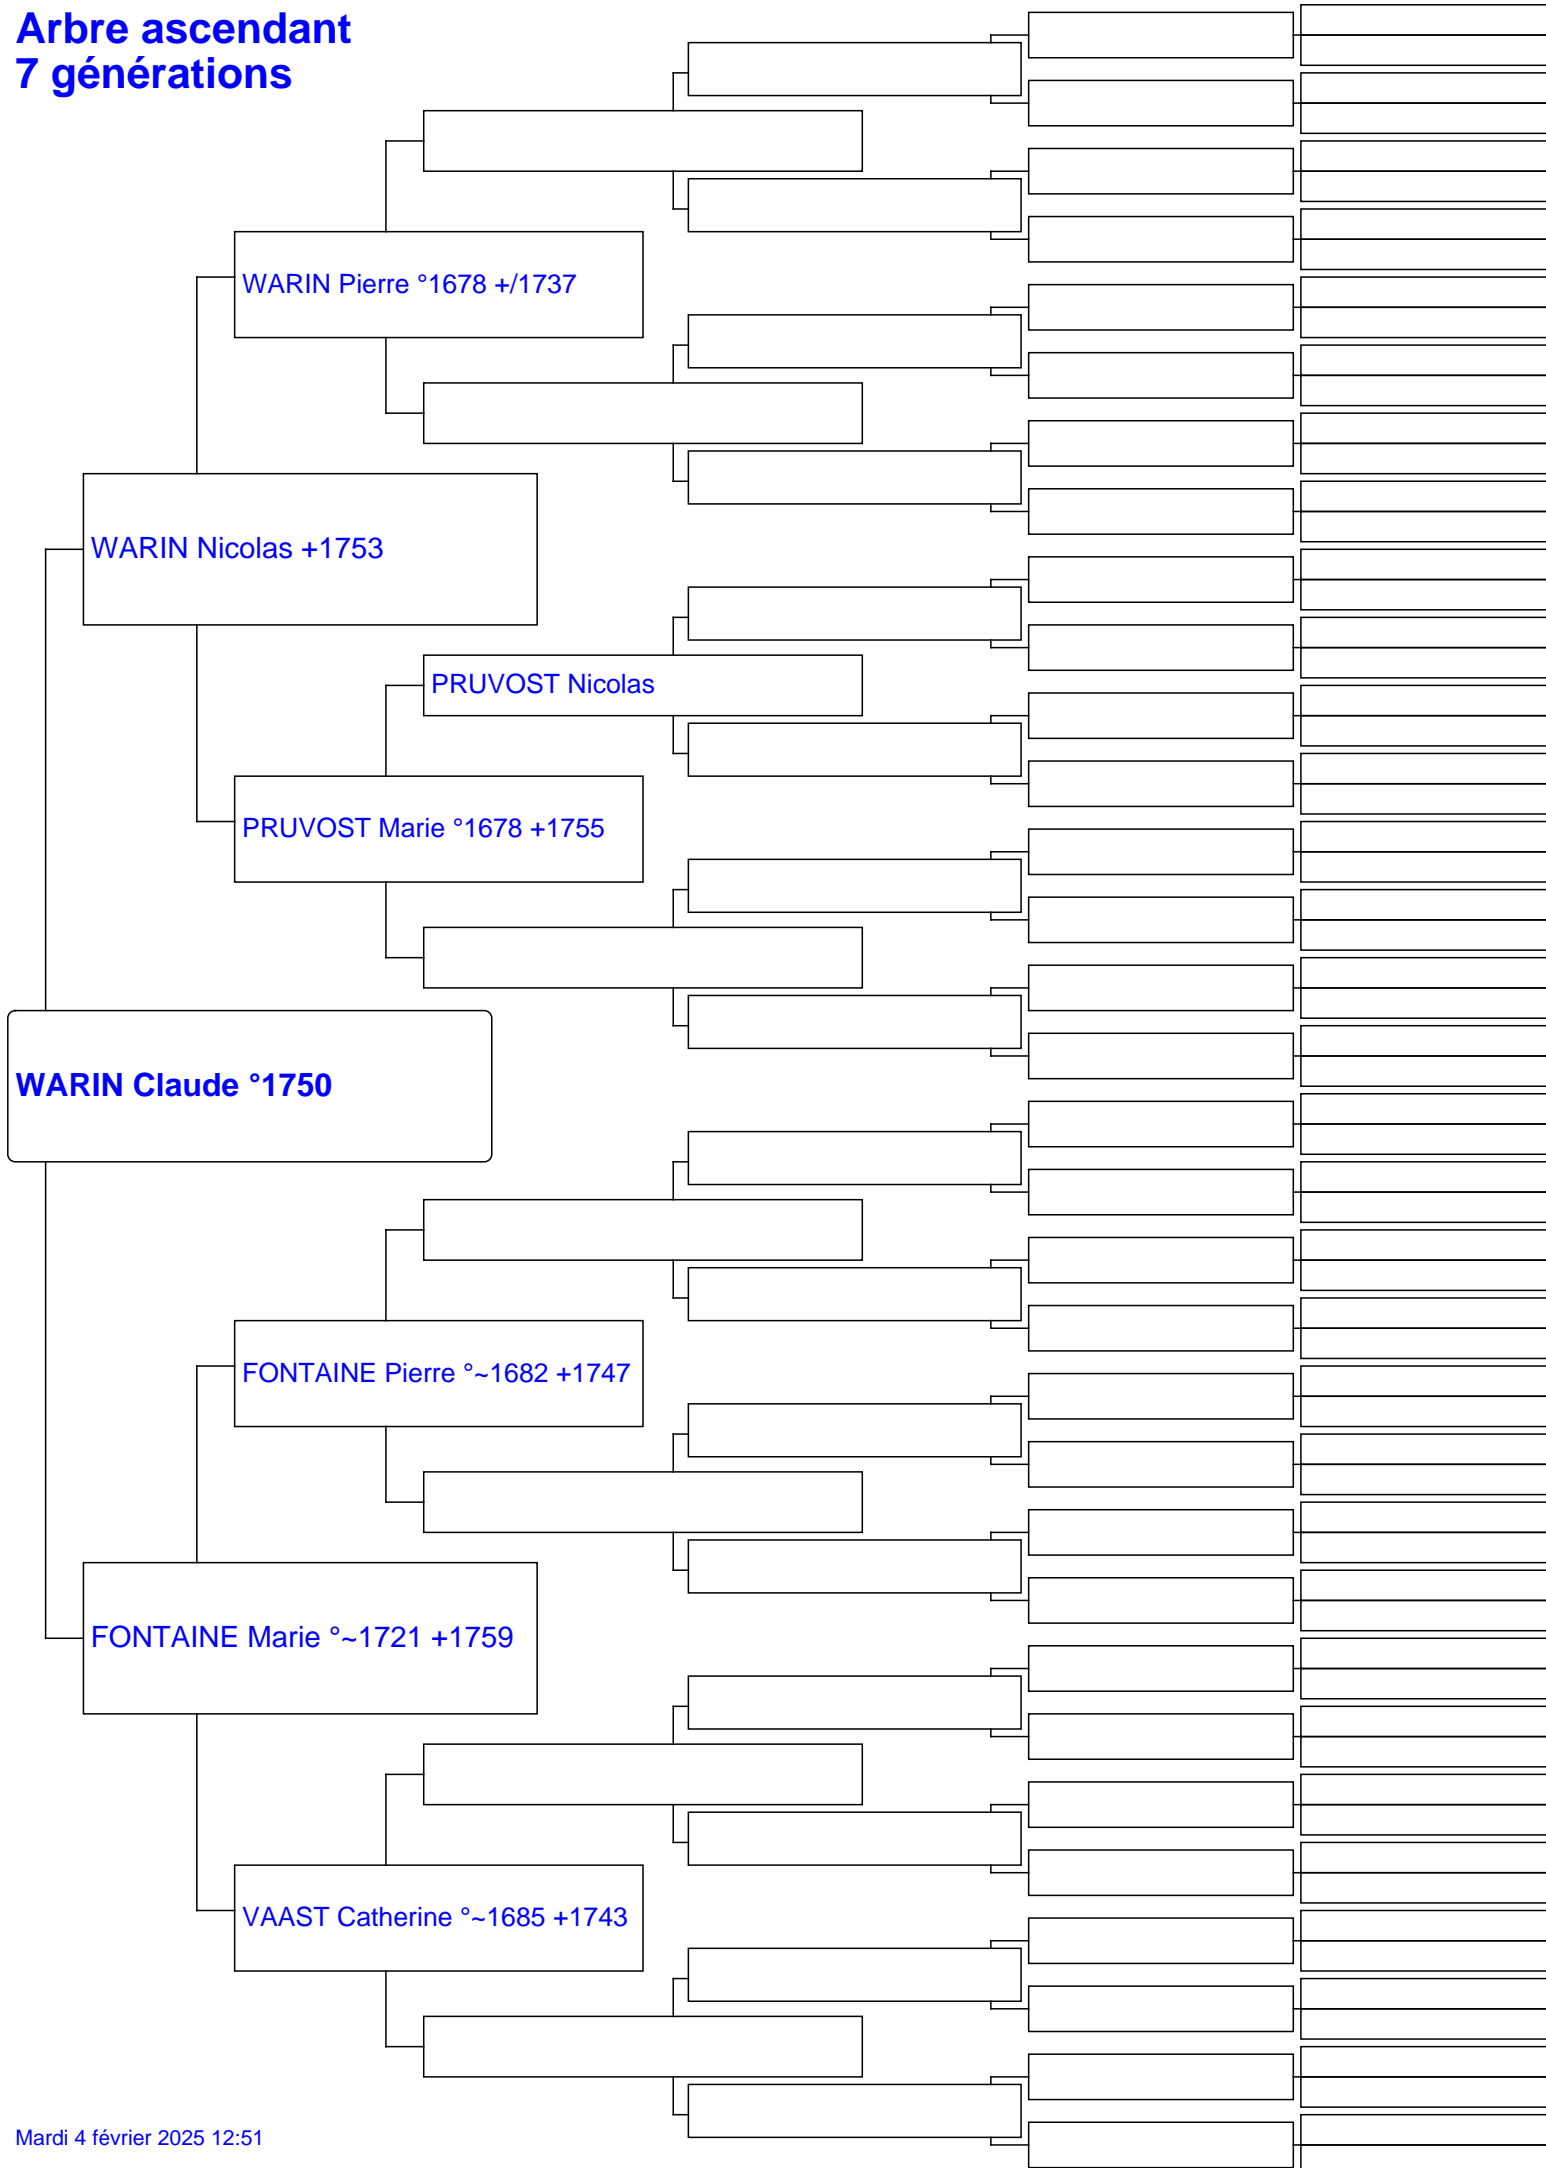 Arbre ascendant
7 générations
WARIN Pierre °1678 +/1737
WARIN Nicolas +1753
PRUVOST Nicolas
PRUVOST Marie °1678 +1755
WARIN Claude °1750
FONTAINE Pierre °~1682 +1747
FONTAINE Marie °~1721 +1759
VAAST Catherine °~1685 +1743
Mardi 4 février 2025 12:51